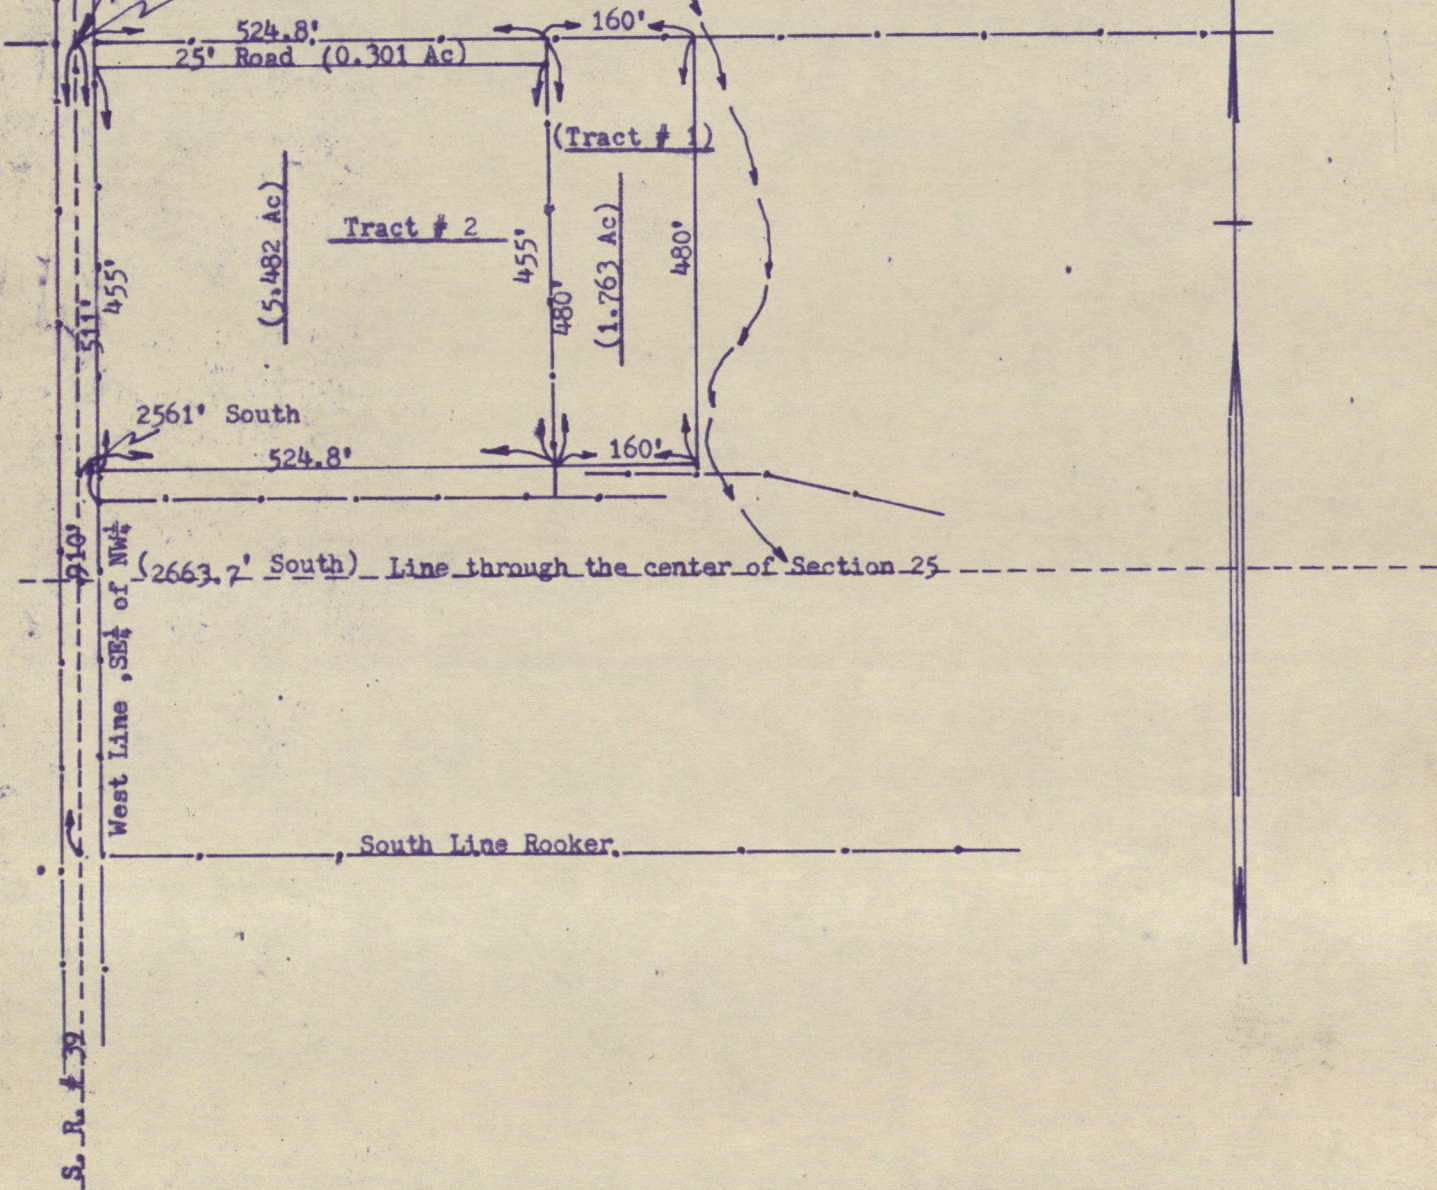 524.8' 160'
25' Road (0.301 Ac)
(Tract # 1)
Tract # 2
(5.482 Ac)
(1.763 Ac)
455'
480'
455'
480'
511'
2561' South
524.8' 160'
910'
(2663.7' South) Line through the center of Section 25
West Line ,SE¼ of NW¼
South Line Rooker.
S. R. # 39